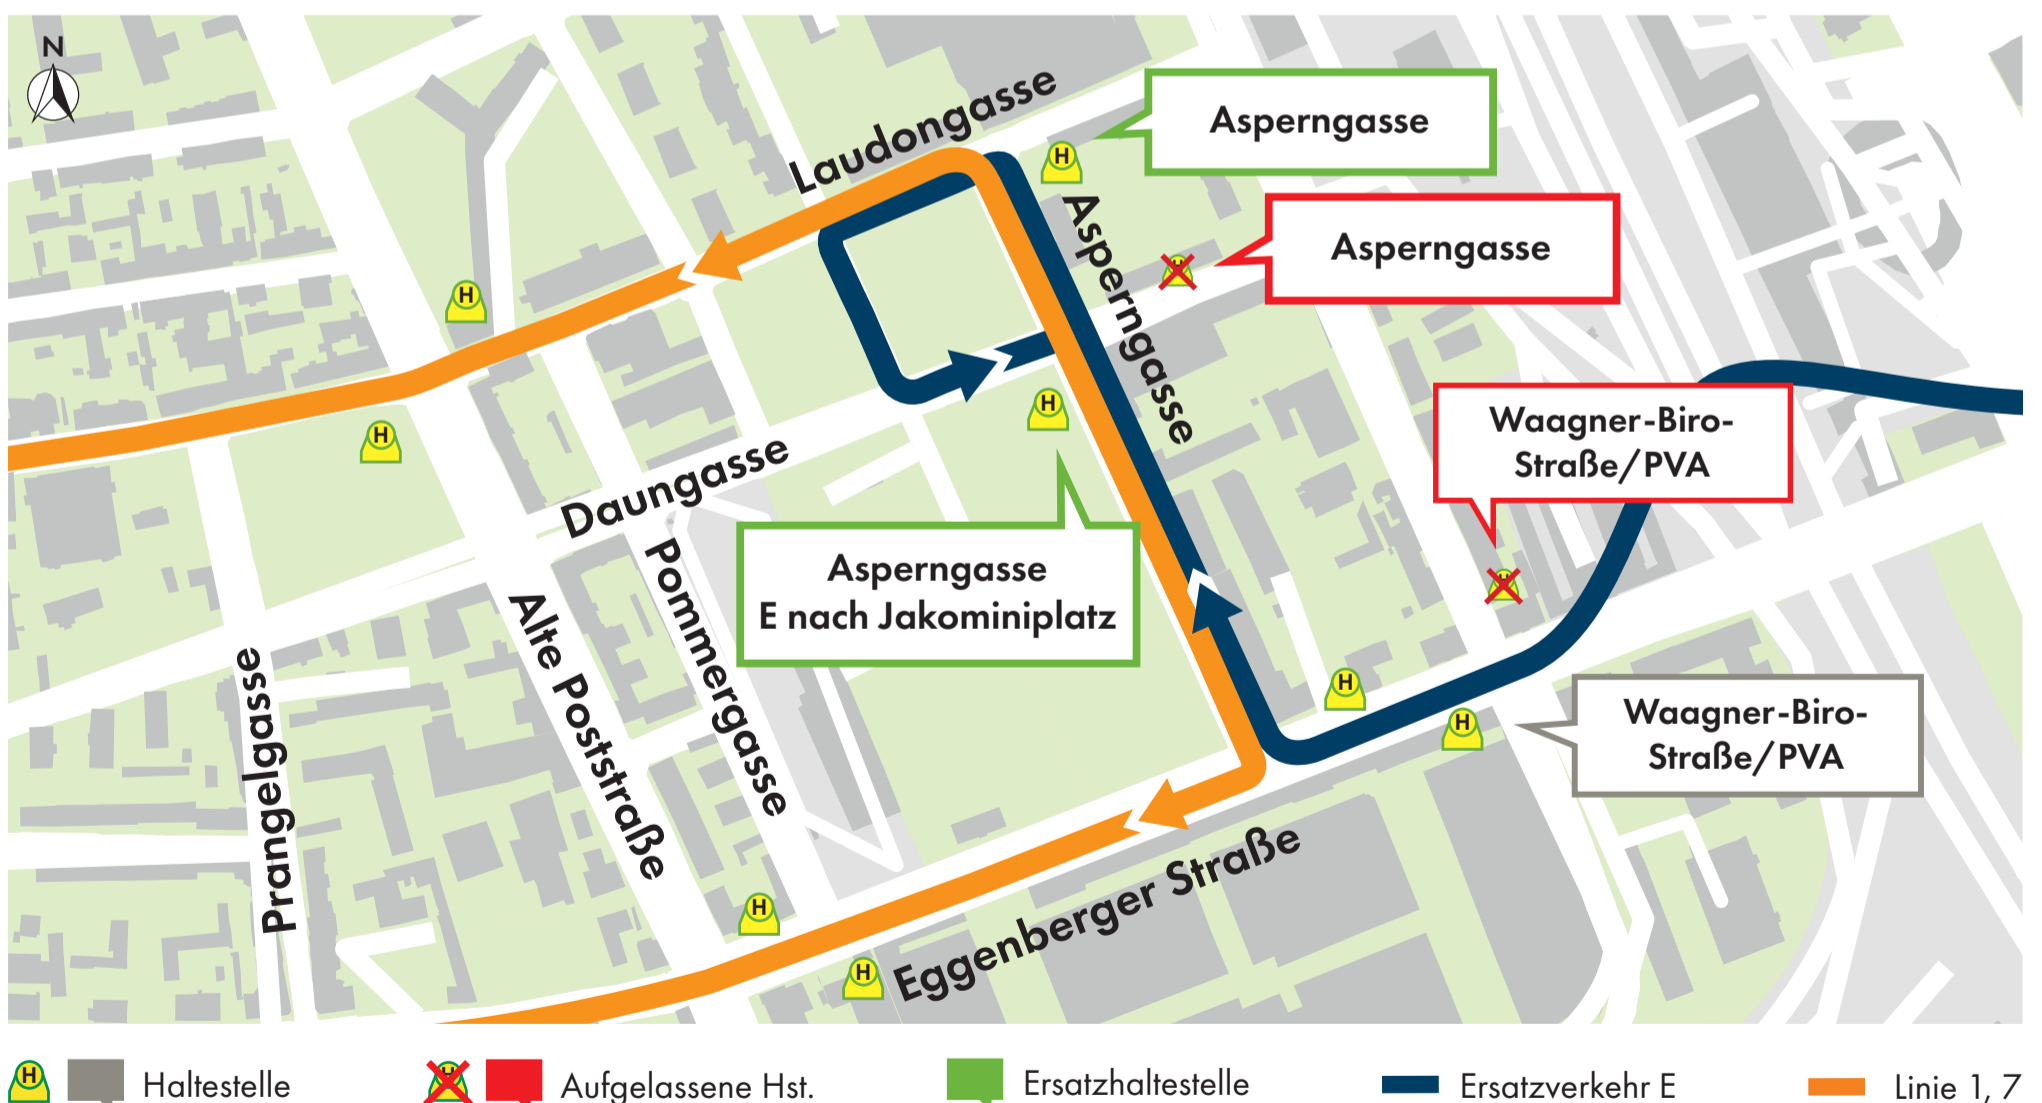 N
Laudongasse
Asperngasse
H
Asperngasse
Asperngasse
H
H
H
H
Waagner-Biro-
Straße/PVA
Daungasse
Asperngasse
E nach Jakominiplatz
Pommergasse
Alte Poststraße
Prangelgasse
H
H
Waagner-Biro-
Straße/PVA
Eggenberger Straße
H
H
H
Haltestelle
Aufgelassene Hst.
Ersatzhaltestelle
Ersatzverkehr E
Linie 1, 7